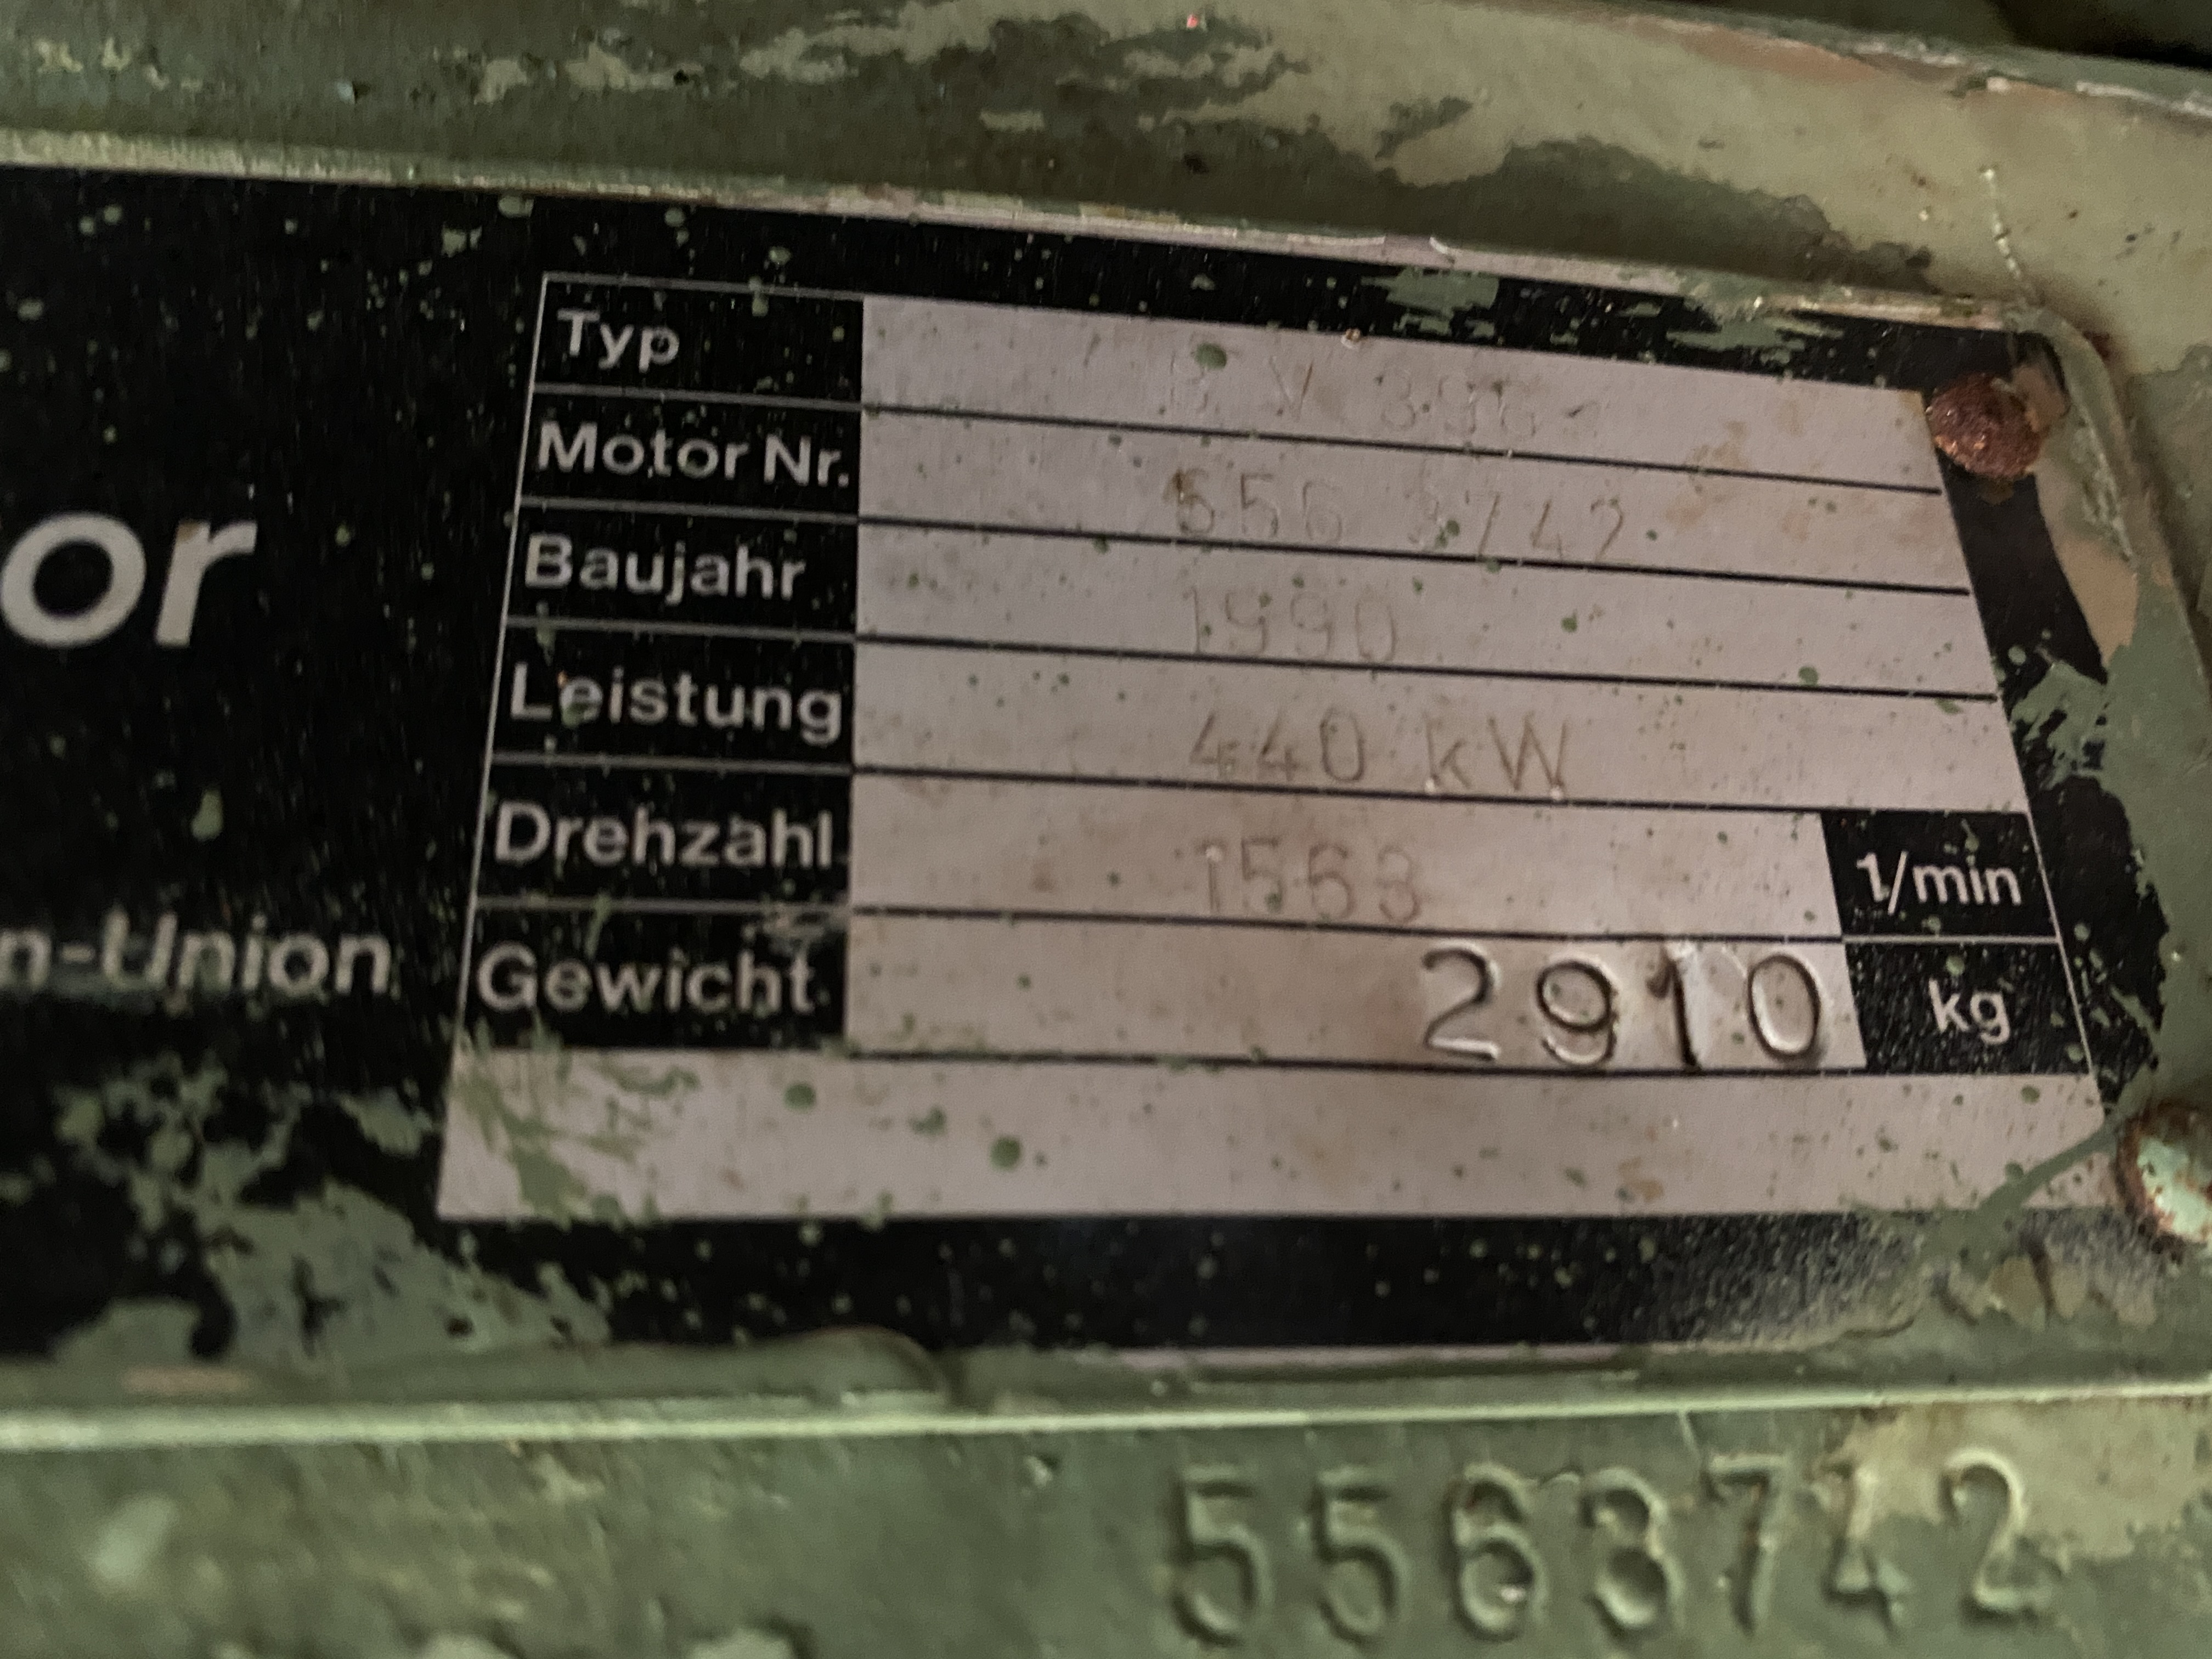 or
n-Union
Typ
Motor Nr. 556 3742
Baujahr 1990
Leistung 440 kW
Drehzahl 1563 1/min
Gewicht 2910 kg
5563742